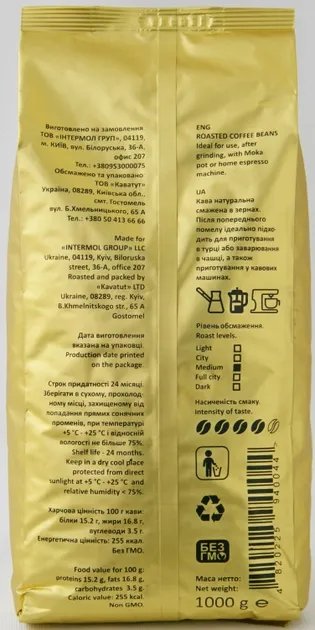 Виготовлено на замовлення
ТОВ «ІНТЕРМОЛ ГРУП», 04119,
м. КИЇВ, вул. Білоруська, 36-А,
офис 207
Тел.: +380953000075
Обсмажено та упаковано:
ТОВ «Каватут»
Україна, 08289, Київська обл.,
смт. Гостомель
вул. Б.Хмельницького, 65 А
Тел.: +38 050 413 66 66
Made for
«INTERMOL GROUP» LLC
Ukraine, 04119, Kyiv, Biloruska
street, 36-A, office 207
Roasted and packed by
«Kavatut» LTD
Ukraine, 08289, reg. Kyiv,
B.Khmelnitskogo str., 65 A
Gostomel
Дата виготовлення
вказана на упаковці.
Production date printed
on the package.
Строк придатності 24 місяці.
Зберігати в сухому, прохолод-
ному місці, захищеному від
попадання прямих сонячних
променів, при температурі
+5 °C - +25 °C і відносній
вологості не більше 75%.
Shelf life - 24 months.
Keep in a dry cool place
protected from direct
sunlight at +5 °C - +25 °C and
relative humidity < 75%.
Харчова цінність 100 г кави:
білки 15.2 г, жири 16.8 г,
вуглеводи 3.5 г.
Енергетична цінність: 255 ккал.
Без ГМО.
Food value for 100 g:
proteins 15.2 g, fats 16.8 g,
carbohydrates 3.5 g.
Caloric value: 255 kcal.
Non GMO.
ENG
ROASTED COFFEE BEANS
Ideal for use, after
grinding, with Moka
pot or home espresso
machine.
UA
Кава натуральна
смажена в зернах.
Після попереднього
помелу ідеально підхо-
дить для приготування
в турці або заварювання
в чашці, а також
приготування у кавових
машинах.
Рівень обсмаження.
Roast levels.
Light
City
Medium
Full city
Dark
Насиченість смаку.
Intensity of taste.
БЕЗ
ГМО
Маса нетто:
Net weight:
1000 g
4 820225 940044